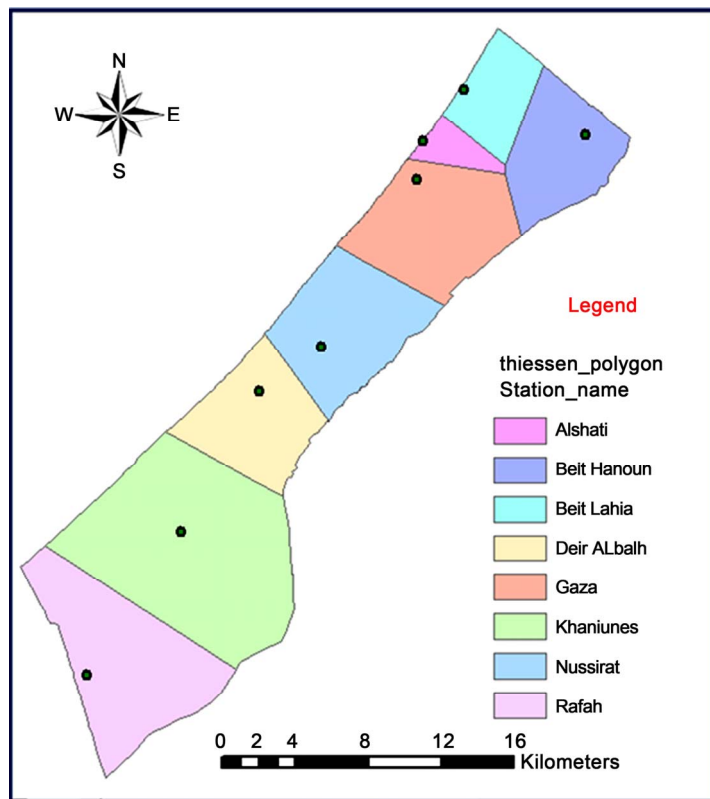 N
W E
S
Legend
thiessen_polygon
Station_name
Alshati
Beit Hanoun
Beit Lahia
Deir ALbalh
Gaza
Khaniunes
Nussirat
Rafah
0 2 4 8 12 16
Kilometers